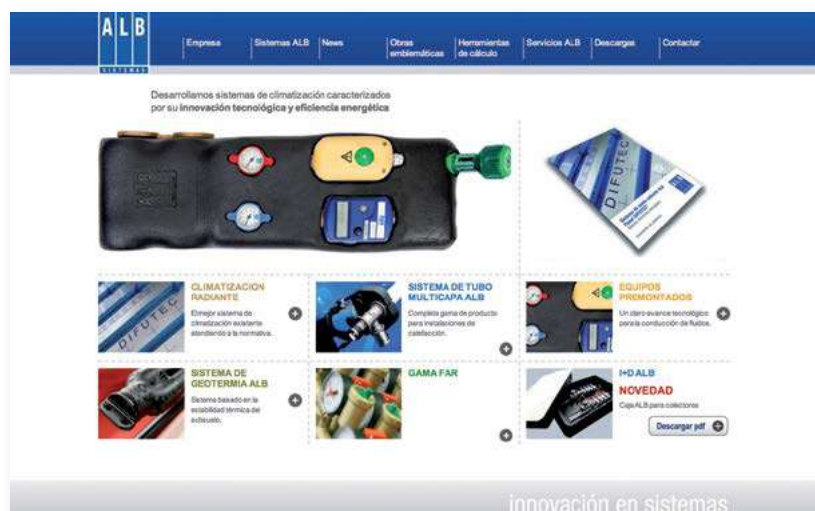 ALB
SISTEMAS
Empresa
Sistemas ALB
News
Obras
emblemáticas
Herramientas
de cálculo
Servicios ALB
Descargas
Contactar
Desarrollamos sistemas de climatización caracterizados
por su innovación tecnológica y eficiencia energética
ALB
DIFUTEC
CLIMATIZACION
RADIANTE
El mejor sistema de
climatización existente
atendiendo a la normativa.
DIFUTEC
SISTEMA DE TUBO
MULTICAPA ALB
Completa gama de producto
para instalaciones de
calefacción.
EQUIPOS
PREMONTADOS
Un claro avance tecnológico
para la conducción de fluidos.
SISTEMA DE
GEOTERMIA ALB
Sistema basado en la
estabilidad térmica del
subsuelo.
GAMA FAR
I+D ALB
NOVEDAD
Caja ALB para colectores
Descargar pdf
innovación en sistemas